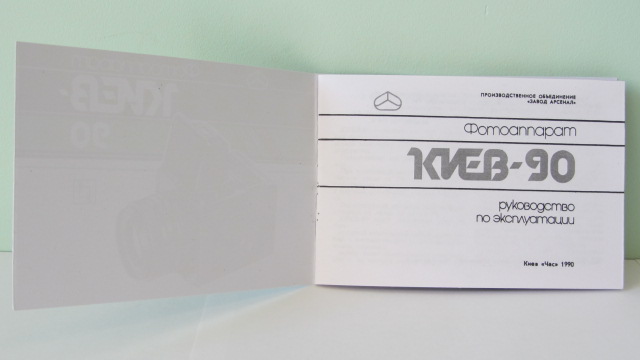 ПРОИЗВОДСТВЕННОЕ ОБЪЕДИНЕНИЕ
«ЗАВОД АРСЕНАЛ»
Фотоаппарат
КИЕВ-90
руководство
по эксплуатации
Киев «Час» 1990